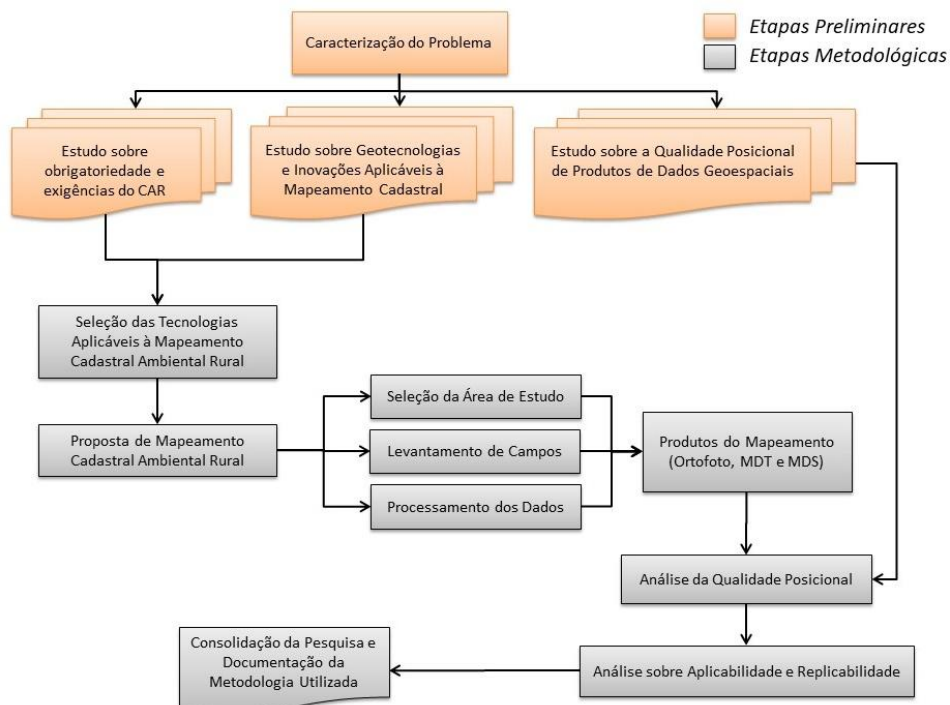 Caracterização do Problema
Etapas Preliminares
Etapas Metodológicas
Estudo sobre
obrigatoriedade e
exigências do CAR
Estudo sobre Geotecnologias
e Inovações Aplicáveis à
Mapeamento Cadastral
Estudo sobre a Qualidade Posicional
de Produtos de Dados Geoespaciais
Seleção das Tecnologias
Aplicáveis à Mapeamento
Cadastral Ambiental Rural
Proposta de Mapeamento
Cadastral Ambiental Rural
Seleção da Área de Estudo
Levantamento de Campos
Processamento dos Dados
Produtos do Mapeamento
(Ortofoto, MDT e MDS)
Análise da Qualidade Posicional
Análise sobre Aplicabilidade e Replicabilidade
Consolidação da Pesquisa e
Documentação da
Metodologia Utilizada